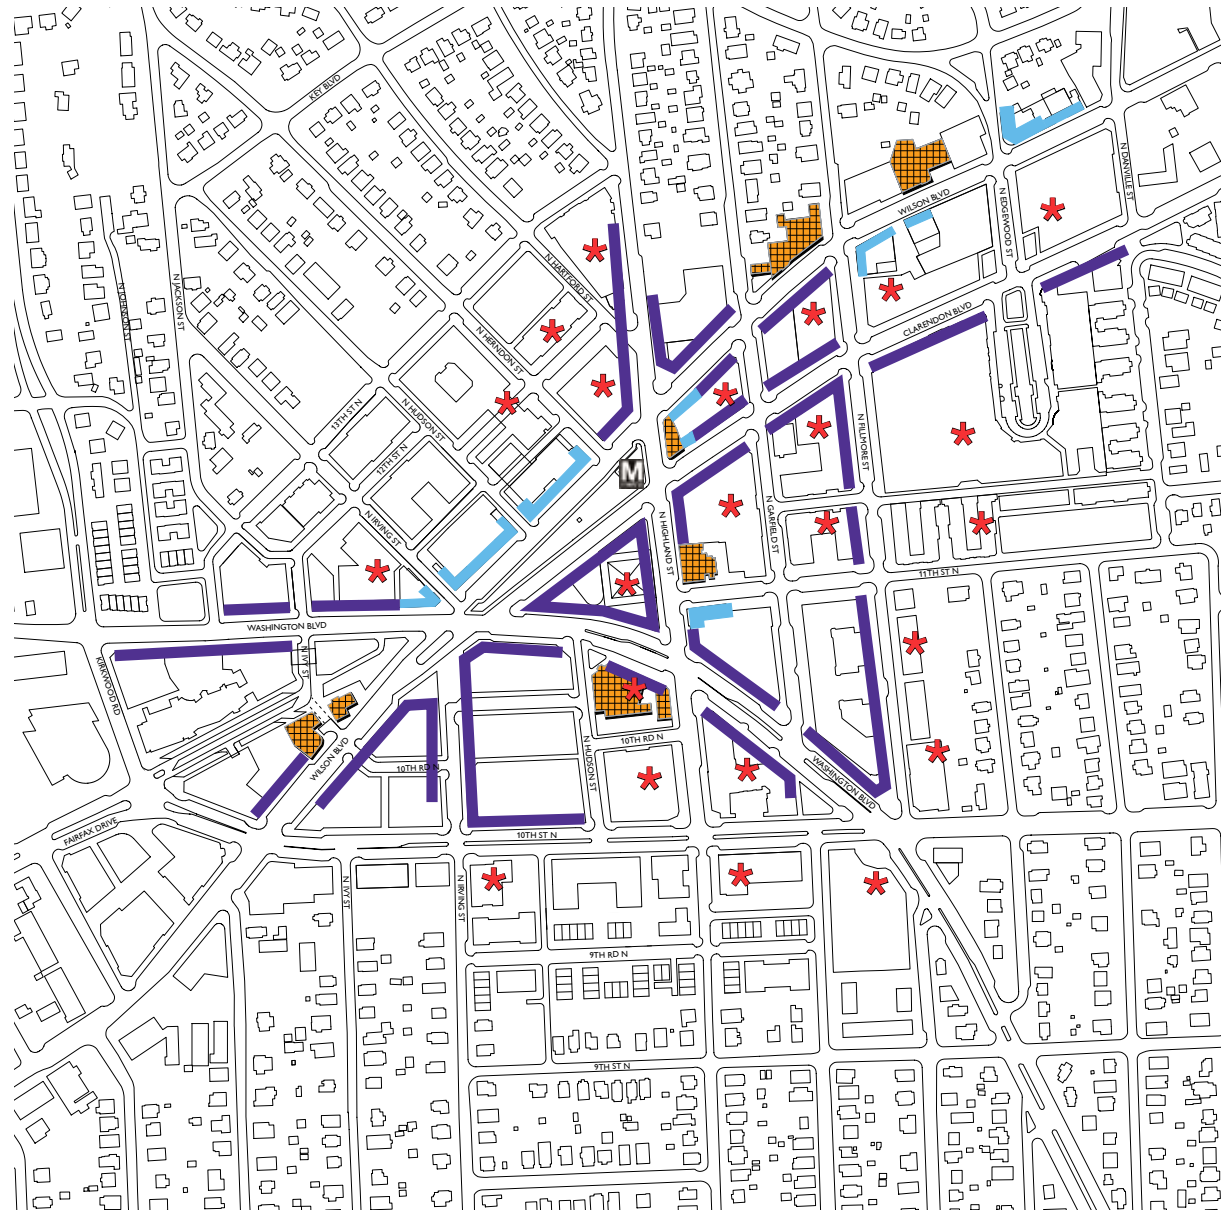 KEY BLVD
N DANVILLE ST
WILSON BLVD
N EDGEWOOD ST
N HARTFORD ST
N JACKSON ST
N JOHNSON ST
CLARENDON BLVD
N HERNDON ST
13TH ST N
N HUDSON ST
N FILLMORE ST
12TH ST N
M
N IRVING ST
N HIGHLAND ST
N GARFIELD ST
11TH ST N
WASHINGTON BLVD
N IVY ST
KIRKWOOD RD
10TH RD N
WILSON BLVD
10TH RD N
N HUDSON ST
WASHINGTON BLVD
FAIRFAX DRIVE
10TH ST N
N IVY ST
N IRVING ST
9TH RD N
9TH ST N